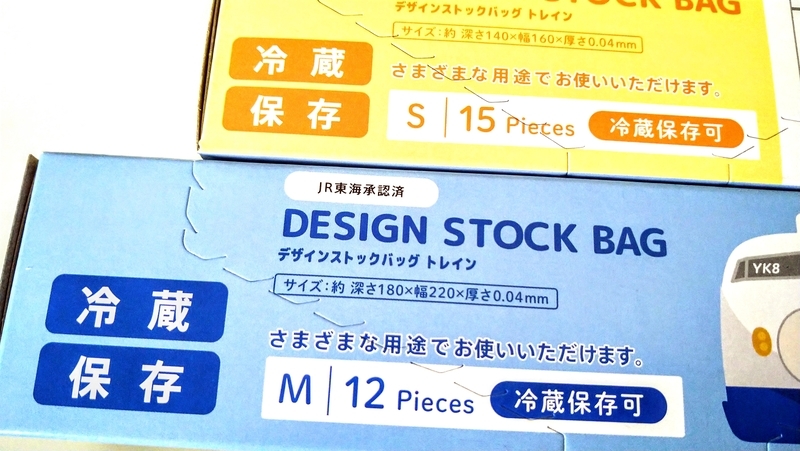 STOCK BAG
デザインストックバッグ トレイン
サイズ：約 深さ140×幅160×厚さ0.04mm
冷蔵
保存
さまざまな用途でお使いいただけます。
S 15 Pieces 冷蔵保存可
JR東海承認済
DESIGN STOCK BAG
デザインストックバッグ トレイン
サイズ：約 深さ180×幅220×厚さ0.04mm
冷蔵
保存
さまざまな用途でお使いいただけます。
M 12 Pieces 冷蔵保存可
YK8